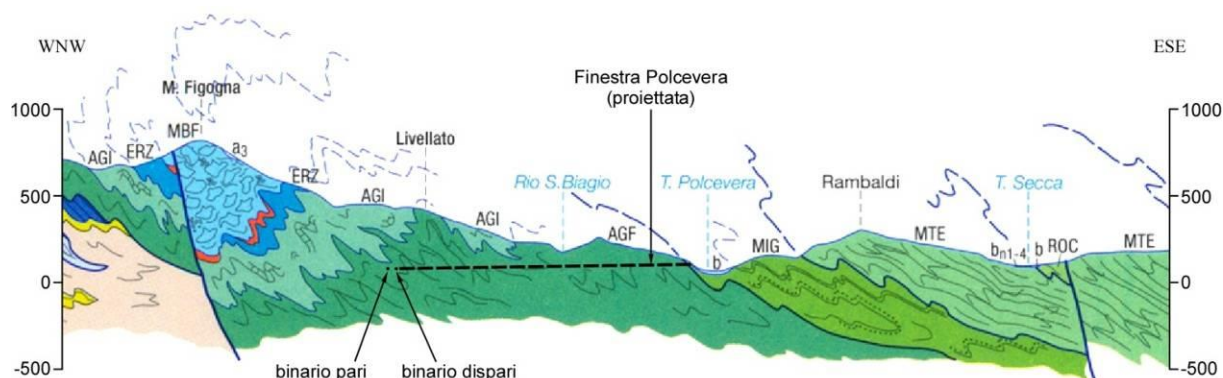 WNW
ESE
Finestra Polcevera
(proiettata)
M. Figogna
1000
1000
MBF
a3
AGI
ERZ
ERZ
Livellato
AGI
AGI
500
500
Rio S.Biagio
T. Polcevera
Rambaldi
T. Secca
AGF
b
MIG
MTE
bn1-4
b
ROC
MTE
0
0
-500
-500
binario pari
binario dispari